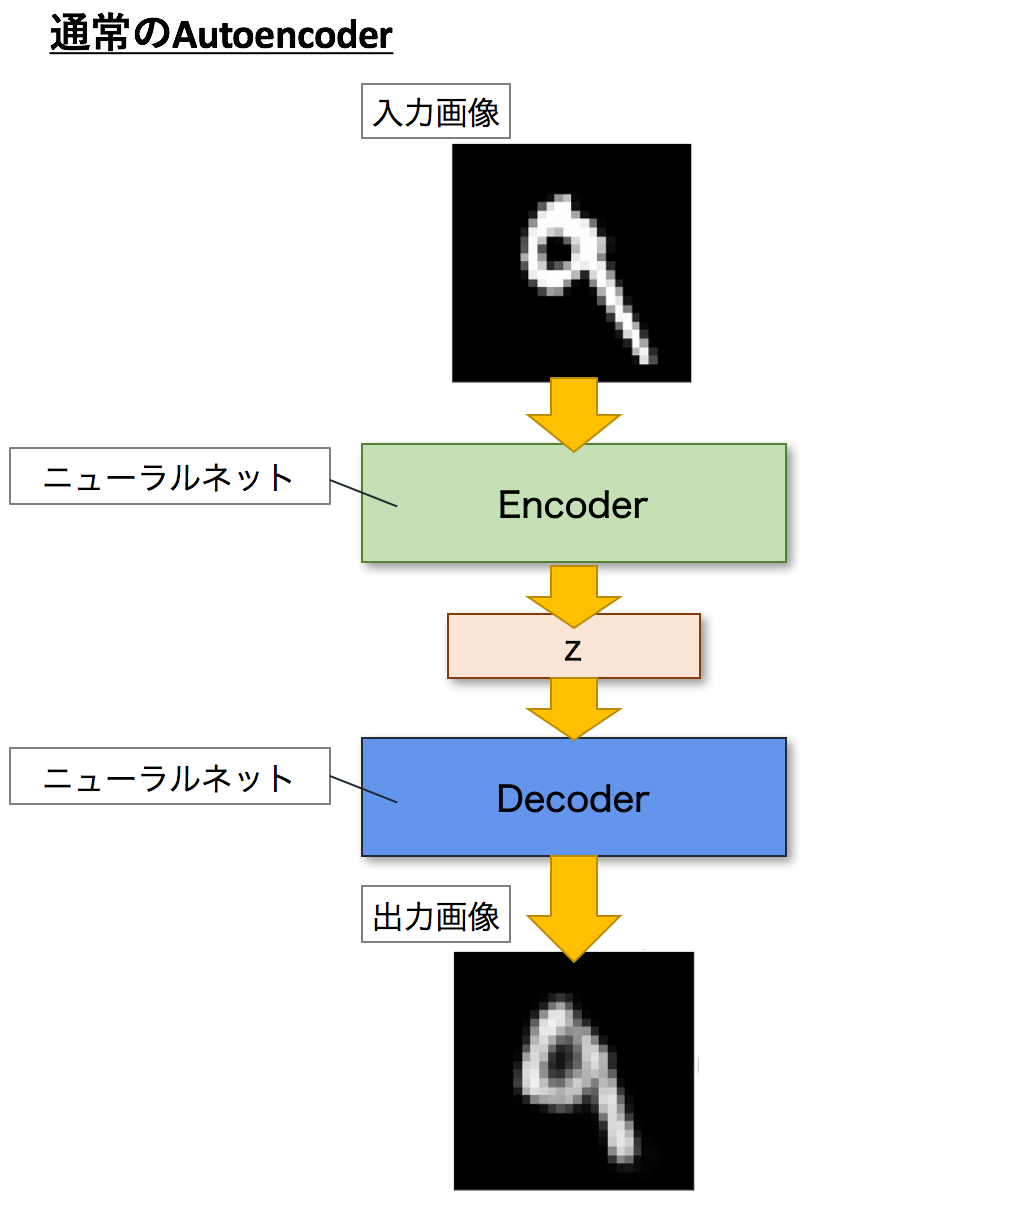 通常のAutoencoder
入力画像
ニューラルネット
Encoder
z
ニューラルネット
Decoder
出力画像